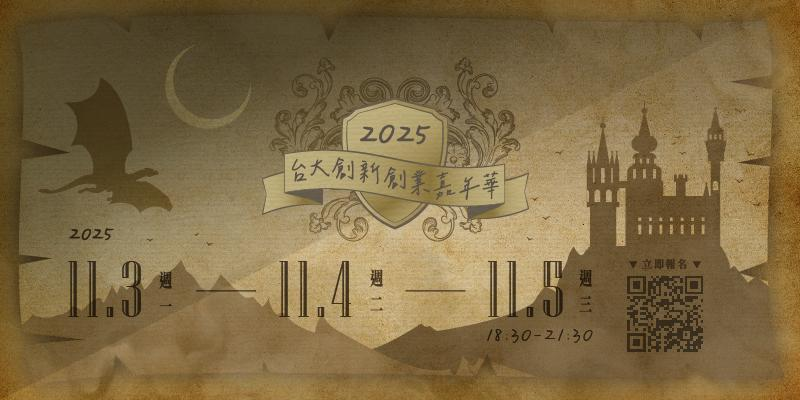 2025
台大創新創業嘉年華
2025
11.3 週一 — 11.4 週二 — 11.5 週三
18:30-21:30
▼ 立即報名 ▼